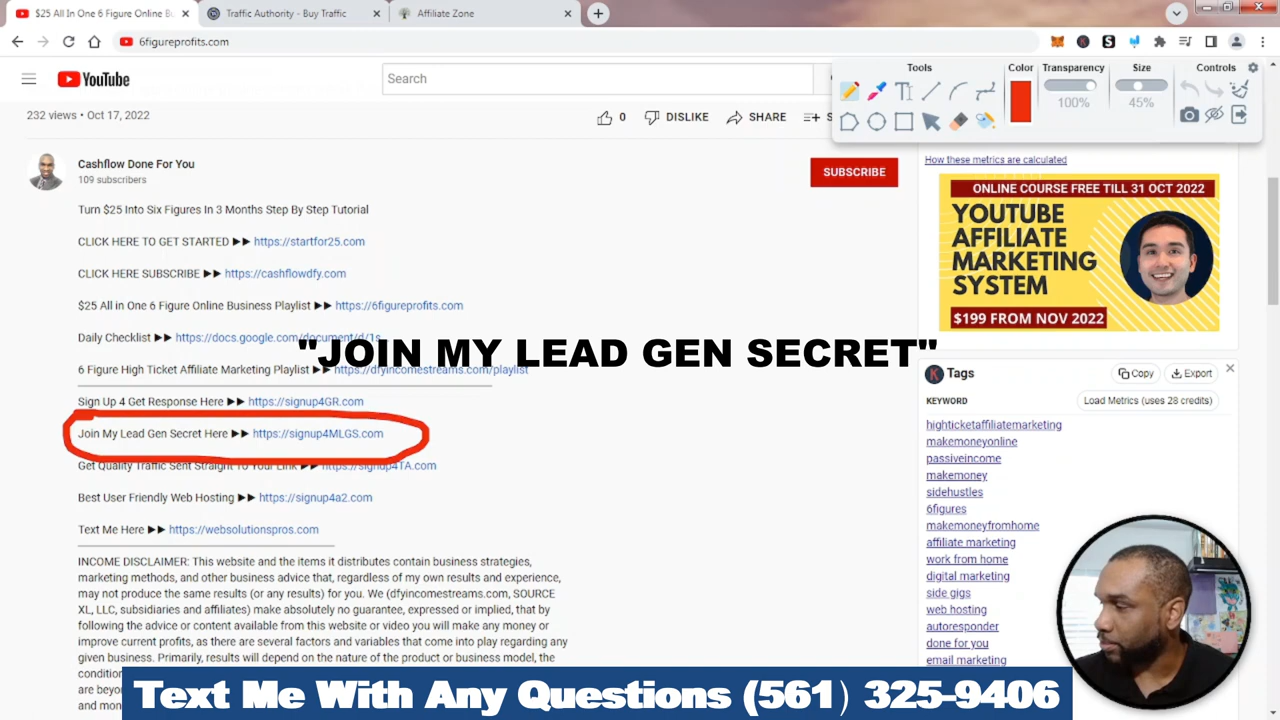 $25 All In One 6 Figure Online Bu
Traffic Authority - Buy Traffic
Affiliate Zone
6figureprofits.com
YouTube
Search
Tools
Color
Transparency
Size
Controls
100%
45%
232 views • Oct 17, 2022
0
DISLIKE
SHARE
Cashflow Done For You
109 subscribers
SUBSCRIBE
Turn $25 Into Six Figures In 3 Months Step By Step Tutorial
CLICK HERE TO GET STARTED ►► https://startfor25.com
CLICK HERE SUBSCRIBE ►► https://cashflowdfy.com
$25 All in One 6 Figure Online Business Playlist ►► https://6figureprofits.com
Daily Checklist ►► https://docs.google.com/document/d/1s
"JOIN MY LEAD GEN SECRET"
6 Figure High Ticket Affiliate Marketing Playlist ►► https://dfyincomestreams.com/playlist
Sign Up 4 Get Response Here ►► https://signup4GR.com
Join My Lead Gen Secret Here ►► https://signup4MLGS.com
Get Quality Traffic Sent Straight To Your Link ►► https://signup4TA.com
Best User Friendly Web Hosting ►► https://signup4a2.com
Text Me Here ►► https://websolutionspros.com
INCOME DISCLAIMER: This website and the items it distributes contain business strategies,
marketing methods, and other business advice that, regardless of my own results and experience,
may not produce the same results (or any results) for you. We (dfyincomestreams.com, SOURCE
XL, LLC, subsidiaries and affiliates) make absolutely no guarantee, expressed or implied, that by
following the advice or content available from this website or video you will make any money or
improve current profits, as there are several factors and variables that come into play regarding any
given business. Primarily, results will depend on the nature of the product or business model, the
How these metrics are calculated
ONLINE COURSE FREE TILL 31 OCT 2022
YOUTUBE
AFFILIATE
MARKETING
SYSTEM
$199 FROM NOV 2022
K Tags
Copy
Export
KEYWORD
Load Metrics (uses 28 credits)
highticketaffiliatemarketing
makemoneyonline
passiveincome
makemoney
sidehustles
6figures
makemoneyfromhome
affiliate marketing
work from home
digital marketing
side gigs
web hosting
autoresponder
done for you
email marketing
Text Me With Any Questions (561) 325-9406